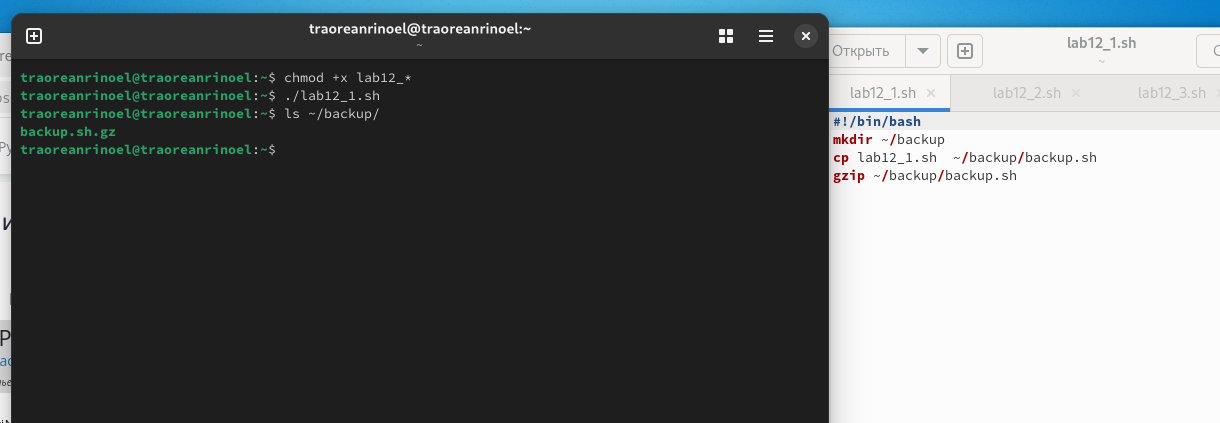 traoreanrinoel@traoreanrinoel:~
~
traoreanrinoel@traoreanrinoel:~$ chmod +x lab12_*
traoreanrinoel@traoreanrinoel:~$ ./lab12_1.sh
traoreanrinoel@traoreanrinoel:~$ ls ~/backup/
backup.sh.gz
traoreanrinoel@traoreanrinoel:~$
Открыть
lab12_1.sh
~
lab12_1.sh
lab12_2.sh
lab12_3.sh
#!/bin/bash
mkdir ~/backup
cp lab12_1.sh  ~/backup/backup.sh
gzip ~/backup/backup.sh